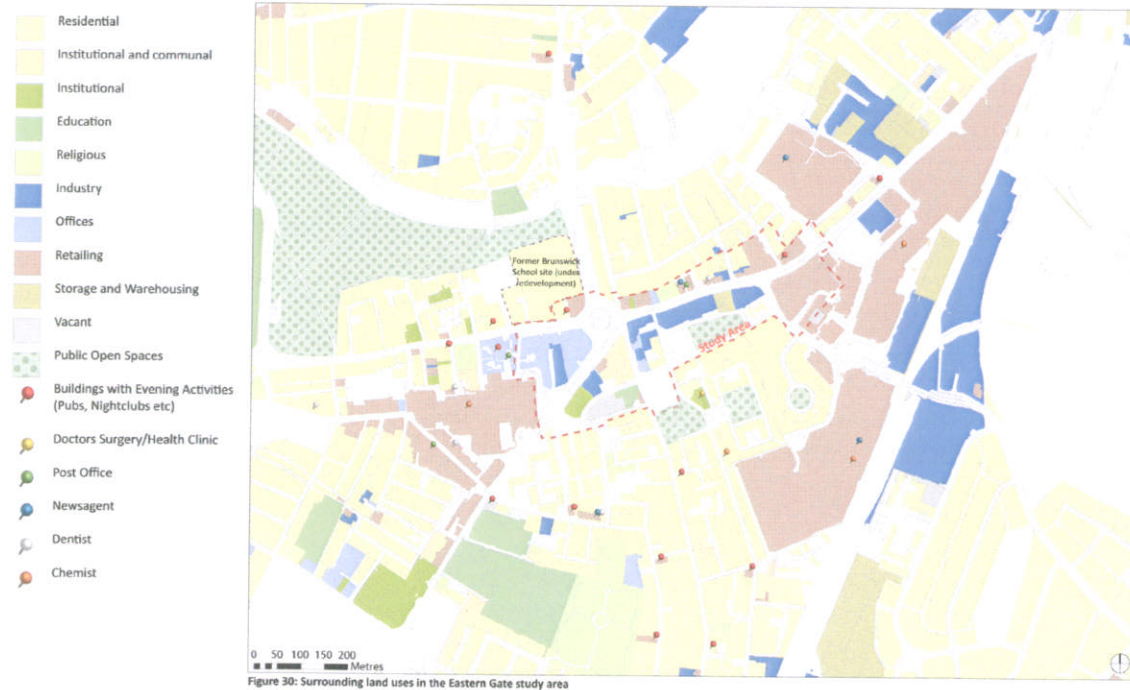 Residential
Institutional and communal
Institutional
Education
Religious
Industry
Offices
Retailing
Storage and Warehousing
Vacant
Public Open Spaces
Buildings with Evening Activities
(Pubs, Nightclubs etc)
Doctors Surgery/Health Clinic
Post Office
Newsagent
Dentist
Chemist
Former Brunswick
School site (under
redevelopment)
Study Area
0 50 100 150 200
Metres
Figure 30: Surrounding land uses in the Eastern Gate study area